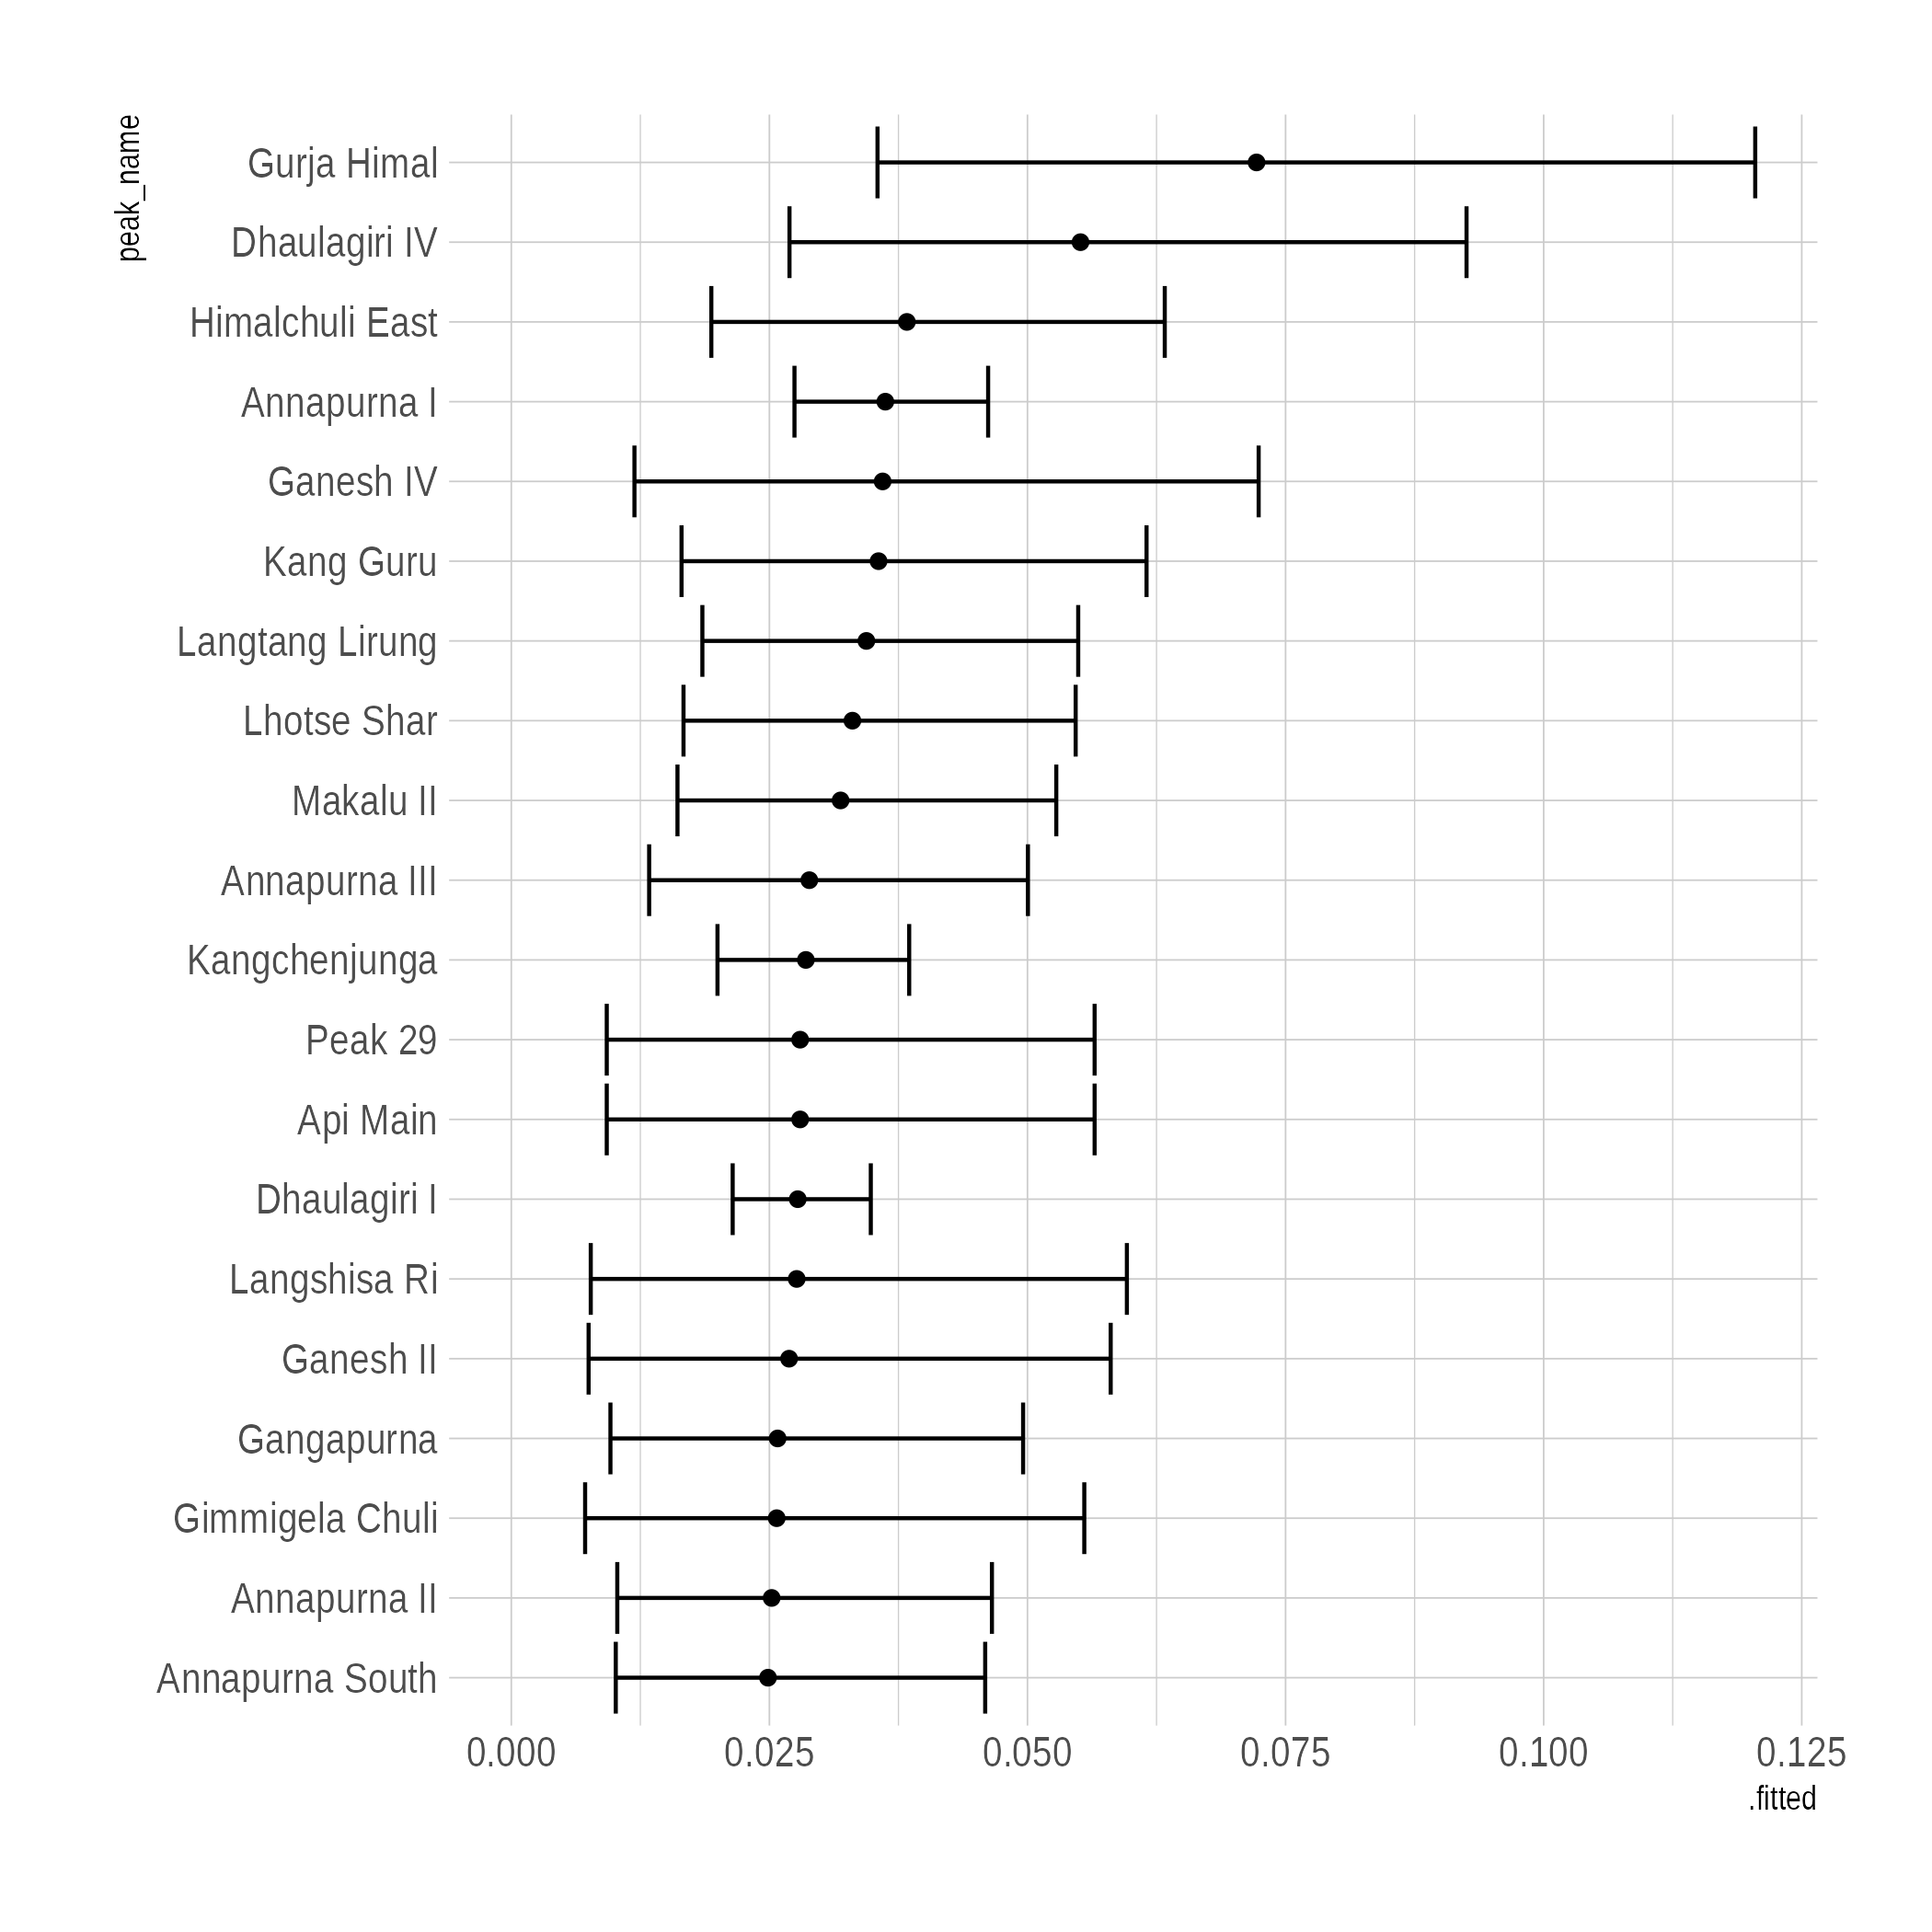 peak_name
Gurja Himal
Dhaulagiri IV
Himalchuli East
Annapurna I
Ganesh IV
Kang Guru
Langtang Lirung
Lhotse Shar
Makalu II
Annapurna III
Kangchenjunga
Peak 29
Api Main
Dhaulagiri I
Langshisa Ri
Ganesh II
Gangapurna
Gimmigela Chuli
Annapurna II
Annapurna South
0.000 0.025 0.050 0.075 0.100 0.125
.fitted